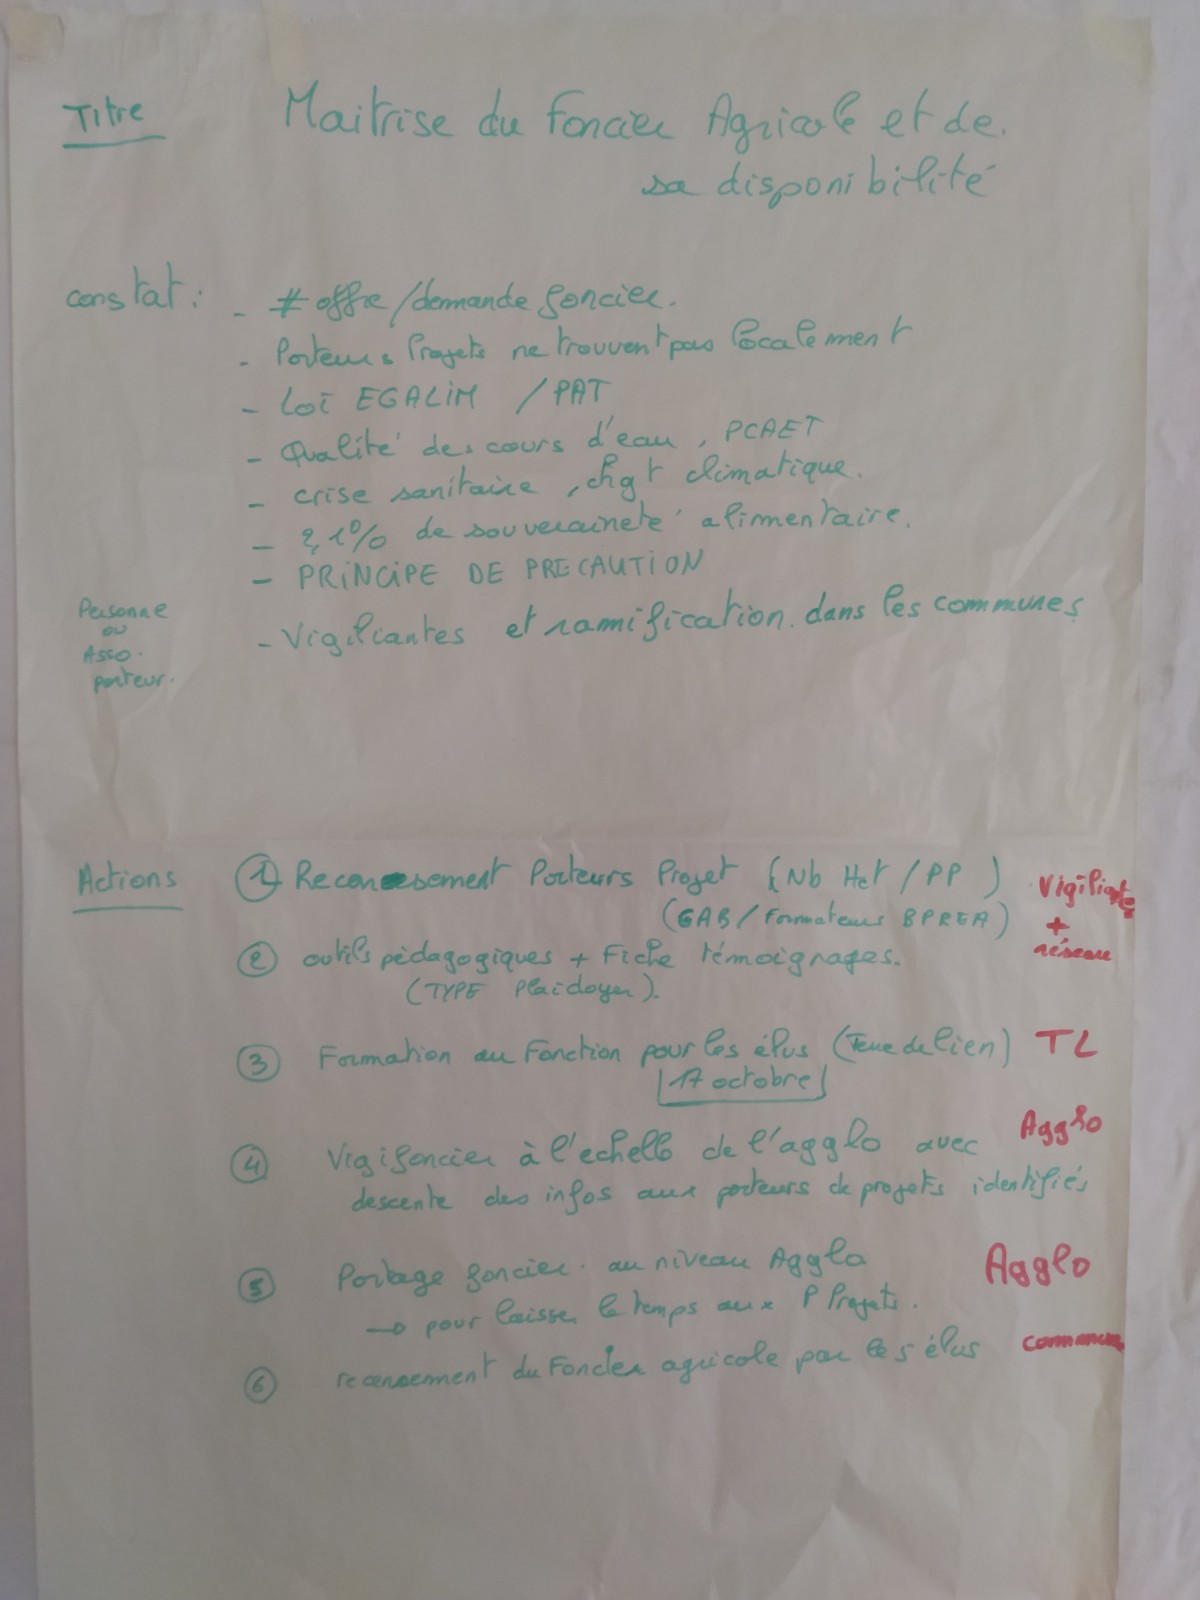 Titre Maitrise du Foncier Agricole et de
sa disponibilité
constat : - ≠ offre / demande foncier.
- Porteurs Projets ne trouvent pas localement
- Loi EGALIM / PAT
- Qualité des cours d'eau, PCAET
- crise sanitaire, chgt climatique.
- 2,1% de souveraineté alimentaire.
- PRINCIPE DE PRECAUTION
Personne
ou
Asso.
porteur.
- Vigiliantes et ramification dans les communes
Actions ① Recensement Porteurs Projet (Nb Het / PP) Vigiliante
(GAB / Formateurs BPREA) +
réseau
② outils pédagogiques + Fiche témoignages.
(TYPE Plaidoyer).
③ Formation au Fonction pour les élus (Terre de lien) TL
17 octobre
④ Vigifoncier à l'echelle de l'agglo avec Agglo
descente des infos aux porteurs de projets identifiés
⑤ Portage foncier au niveau Agglo Agglo
→ pour laisser le temps aux P Projets.
⑥ recensement du Foncier agricole par les élus commune